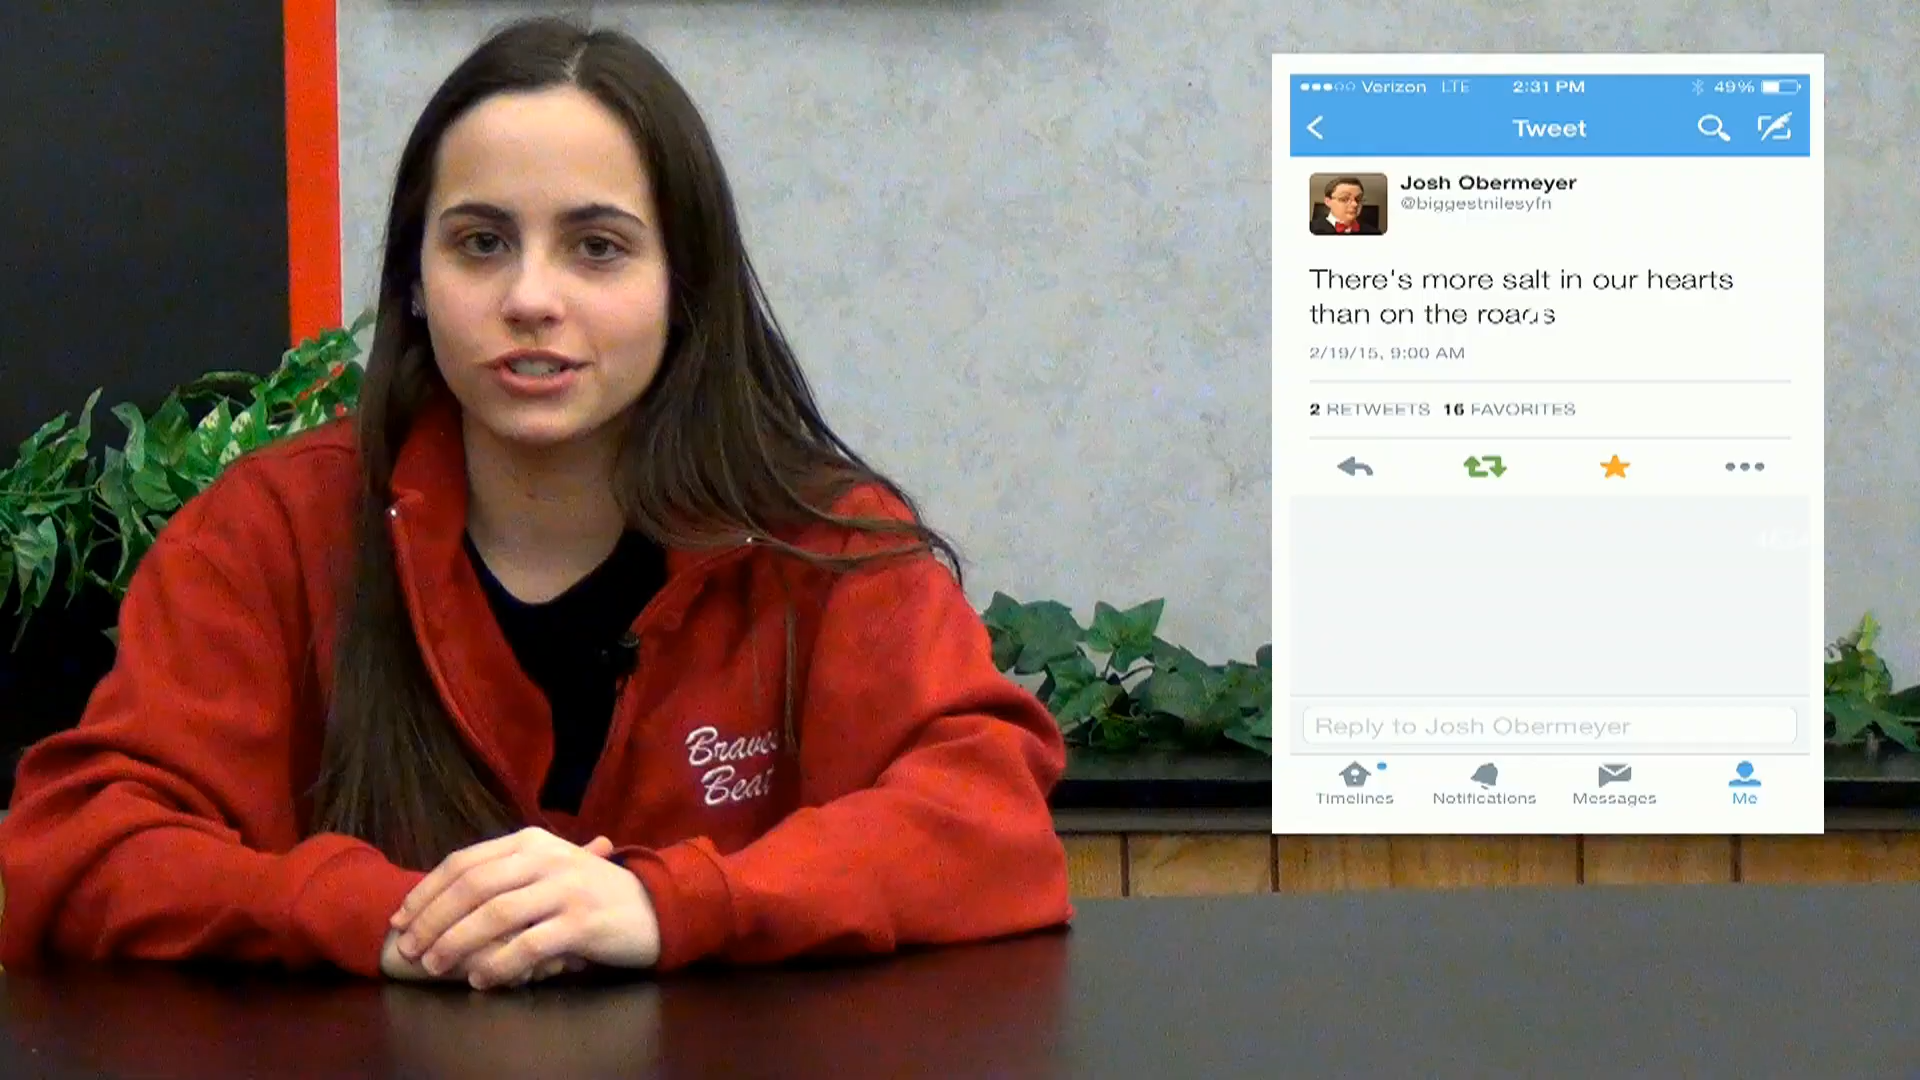 Verizon LTE 2:31 PM 49%
Tweet
Josh Obermeyer
@biggestnilesyfn
There's more salt in our hearts
than on the roads
2/19/15, 9:00 AM
2 RETWEETS 16 FAVORITES
Reply to Josh Obermeyer
Timelines Notifications Messages Me
Braves
Beat